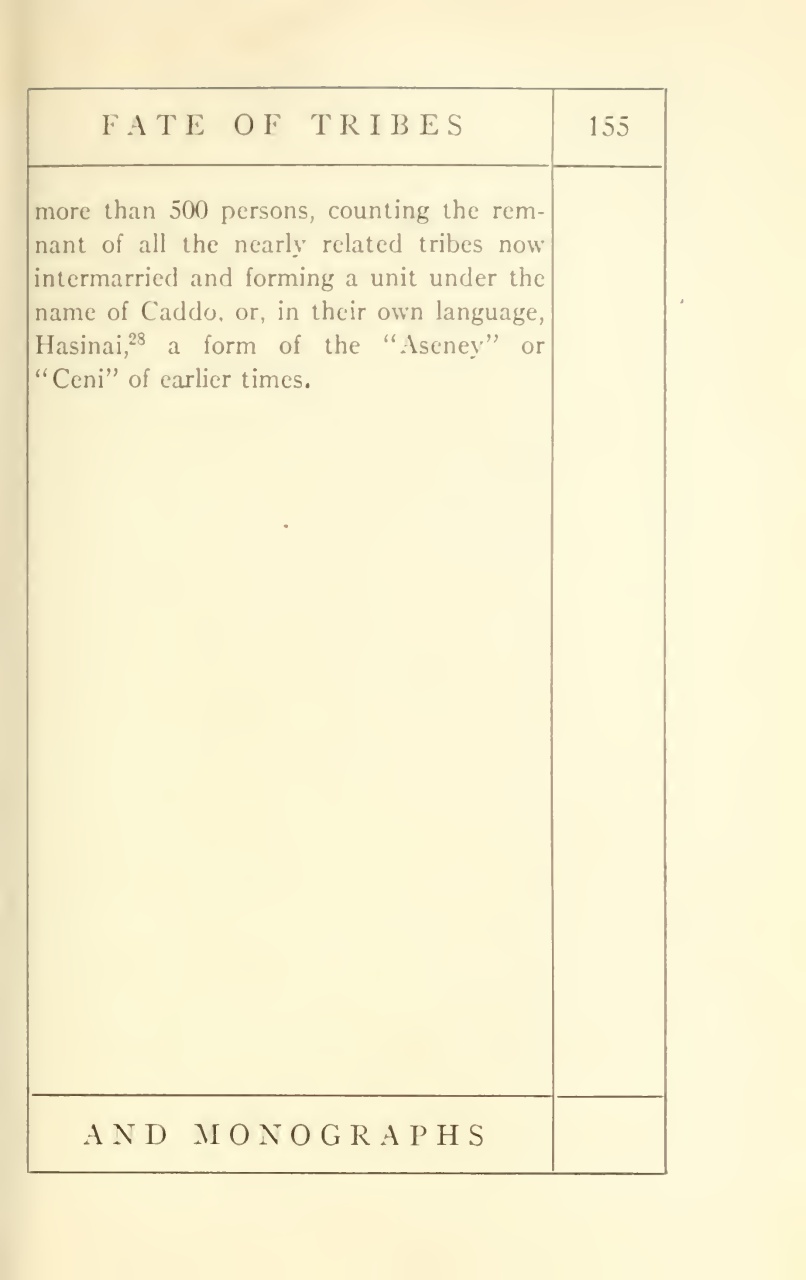 FATE OF TRIBES 155
more than 500 persons, counting the rem-
nant of all the nearly related tribes now
intermarried and forming a unit under the
name of Caddo, or, in their own language,
Hasinai,²⁸ a form of the “Aseney” or
“Ceni” of earlier times.
AND MONOGRAPHS